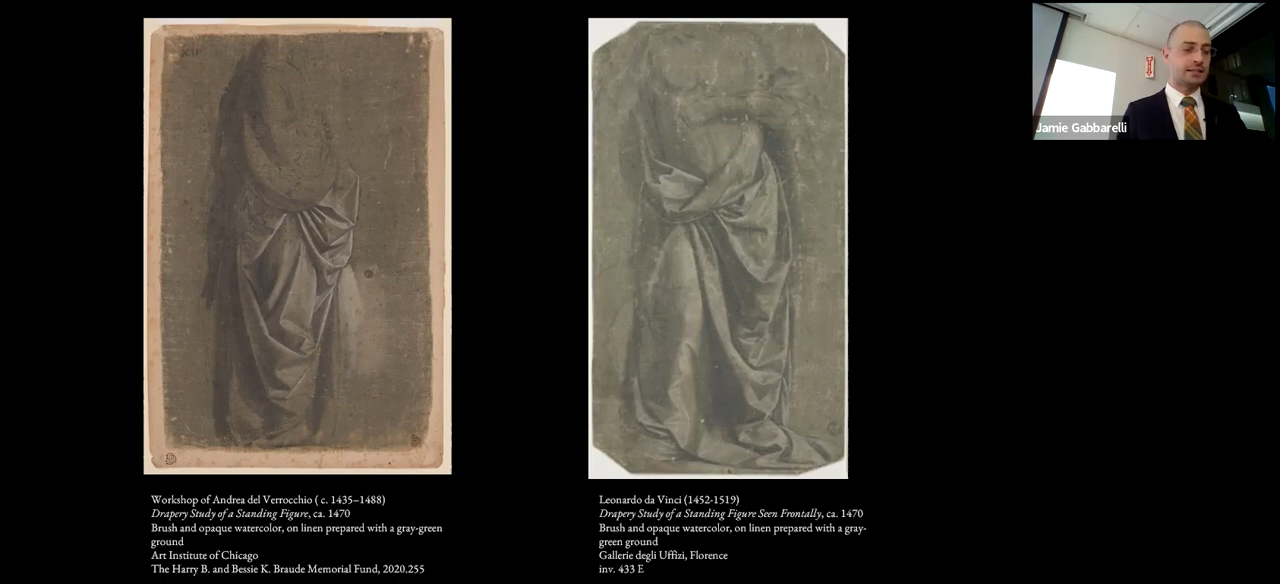 Jamie Gabbarelli
Workshop of Andrea del Verrocchio ( c. 1435–1488)
Drapery Study of a Standing Figure, ca. 1470
Brush and opaque watercolor, on linen prepared with a gray-green
ground
Art Institute of Chicago
The Harry B. and Bessie K. Braude Memorial Fund, 2020.255
Leonardo da Vinci (1452-1519)
Drapery Study of a Standing Figure Seen Frontally, ca. 1470
Brush and opaque watercolor, on linen prepared with a gray-
green ground
Gallerie degli Uffizi, Florence
inv. 433 E